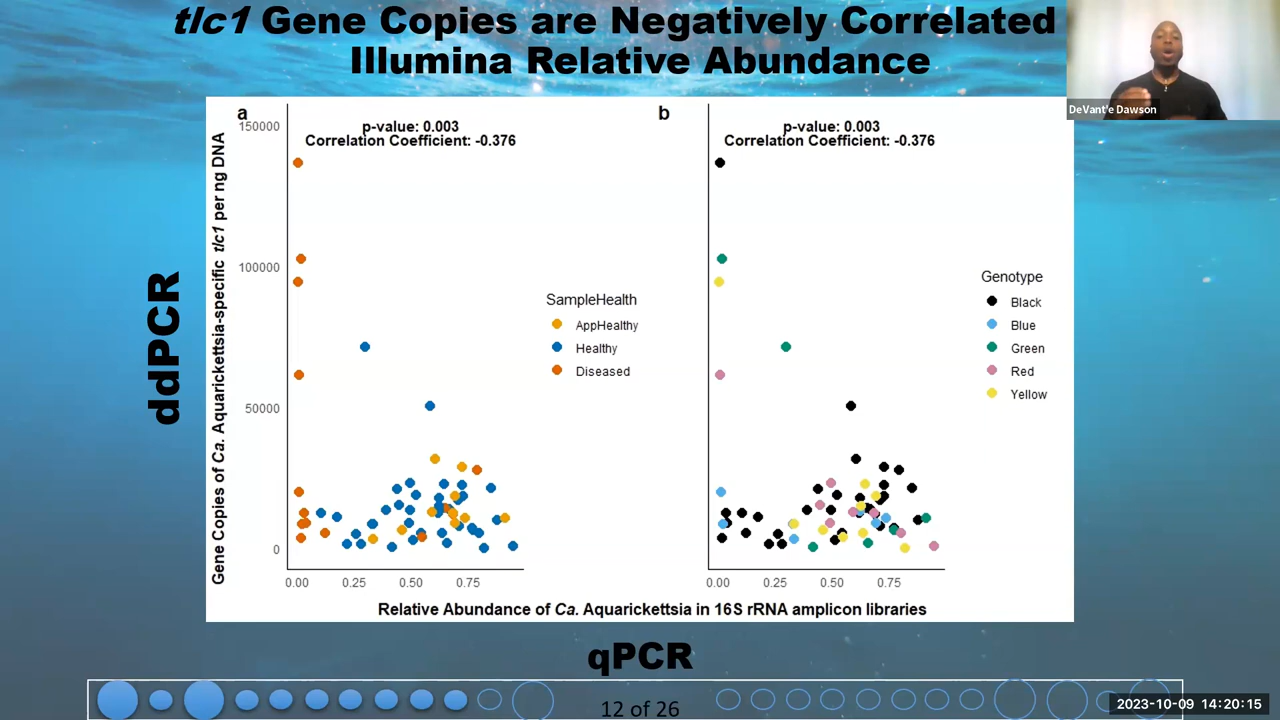 tlc1 Gene Copies are Negatively Correlated
Illumina Relative Abundance
DeVant'e Dawson
a
p-value: 0.003
Correlation Coefficient: -0.376
150000
100000
50000
0
Gene Copies of Ca. Aquarickettsia-specific tlc1 per ng DNA
ddPCR
0.00 0.25 0.50 0.75
SampleHealth
AppHealthy
Healthy
Diseased
b
p-value: 0.003
Correlation Coefficient: -0.376
0.00 0.25 0.50 0.75
Genotype
Black
Blue
Green
Red
Yellow
Relative Abundance of Ca. Aquarickettsia in 16S rRNA amplicon libraries
qPCR
12 of 26
2023-10-09 14:20:15